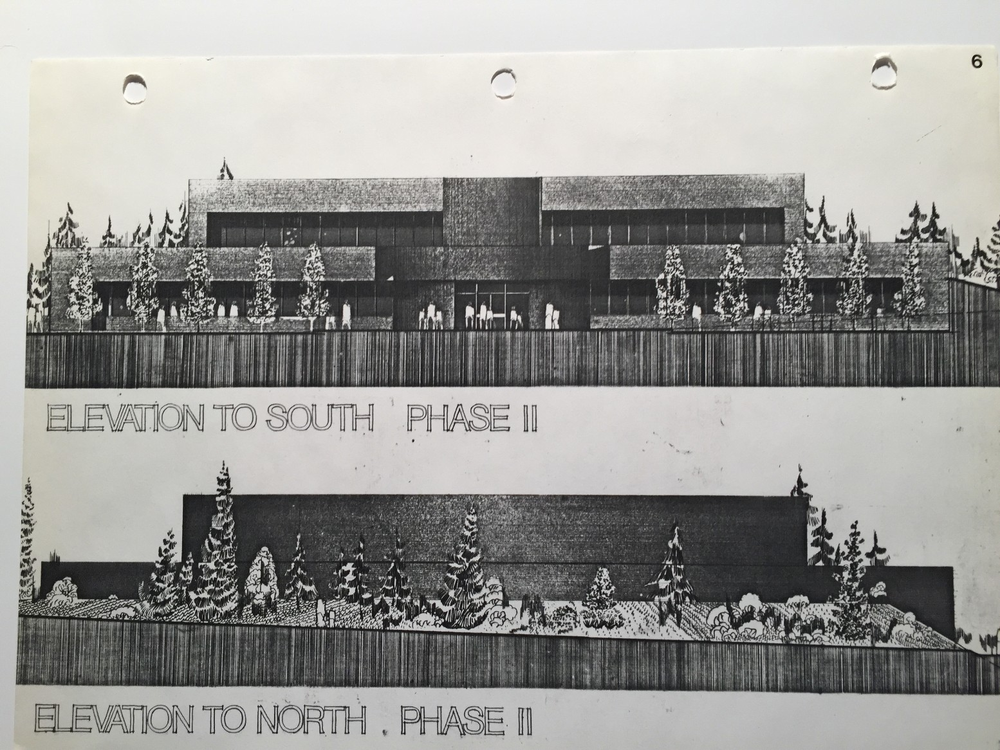 6
ELEVATION TO SOUTH PHASE II
ELEVATION TO NORTH PHASE II